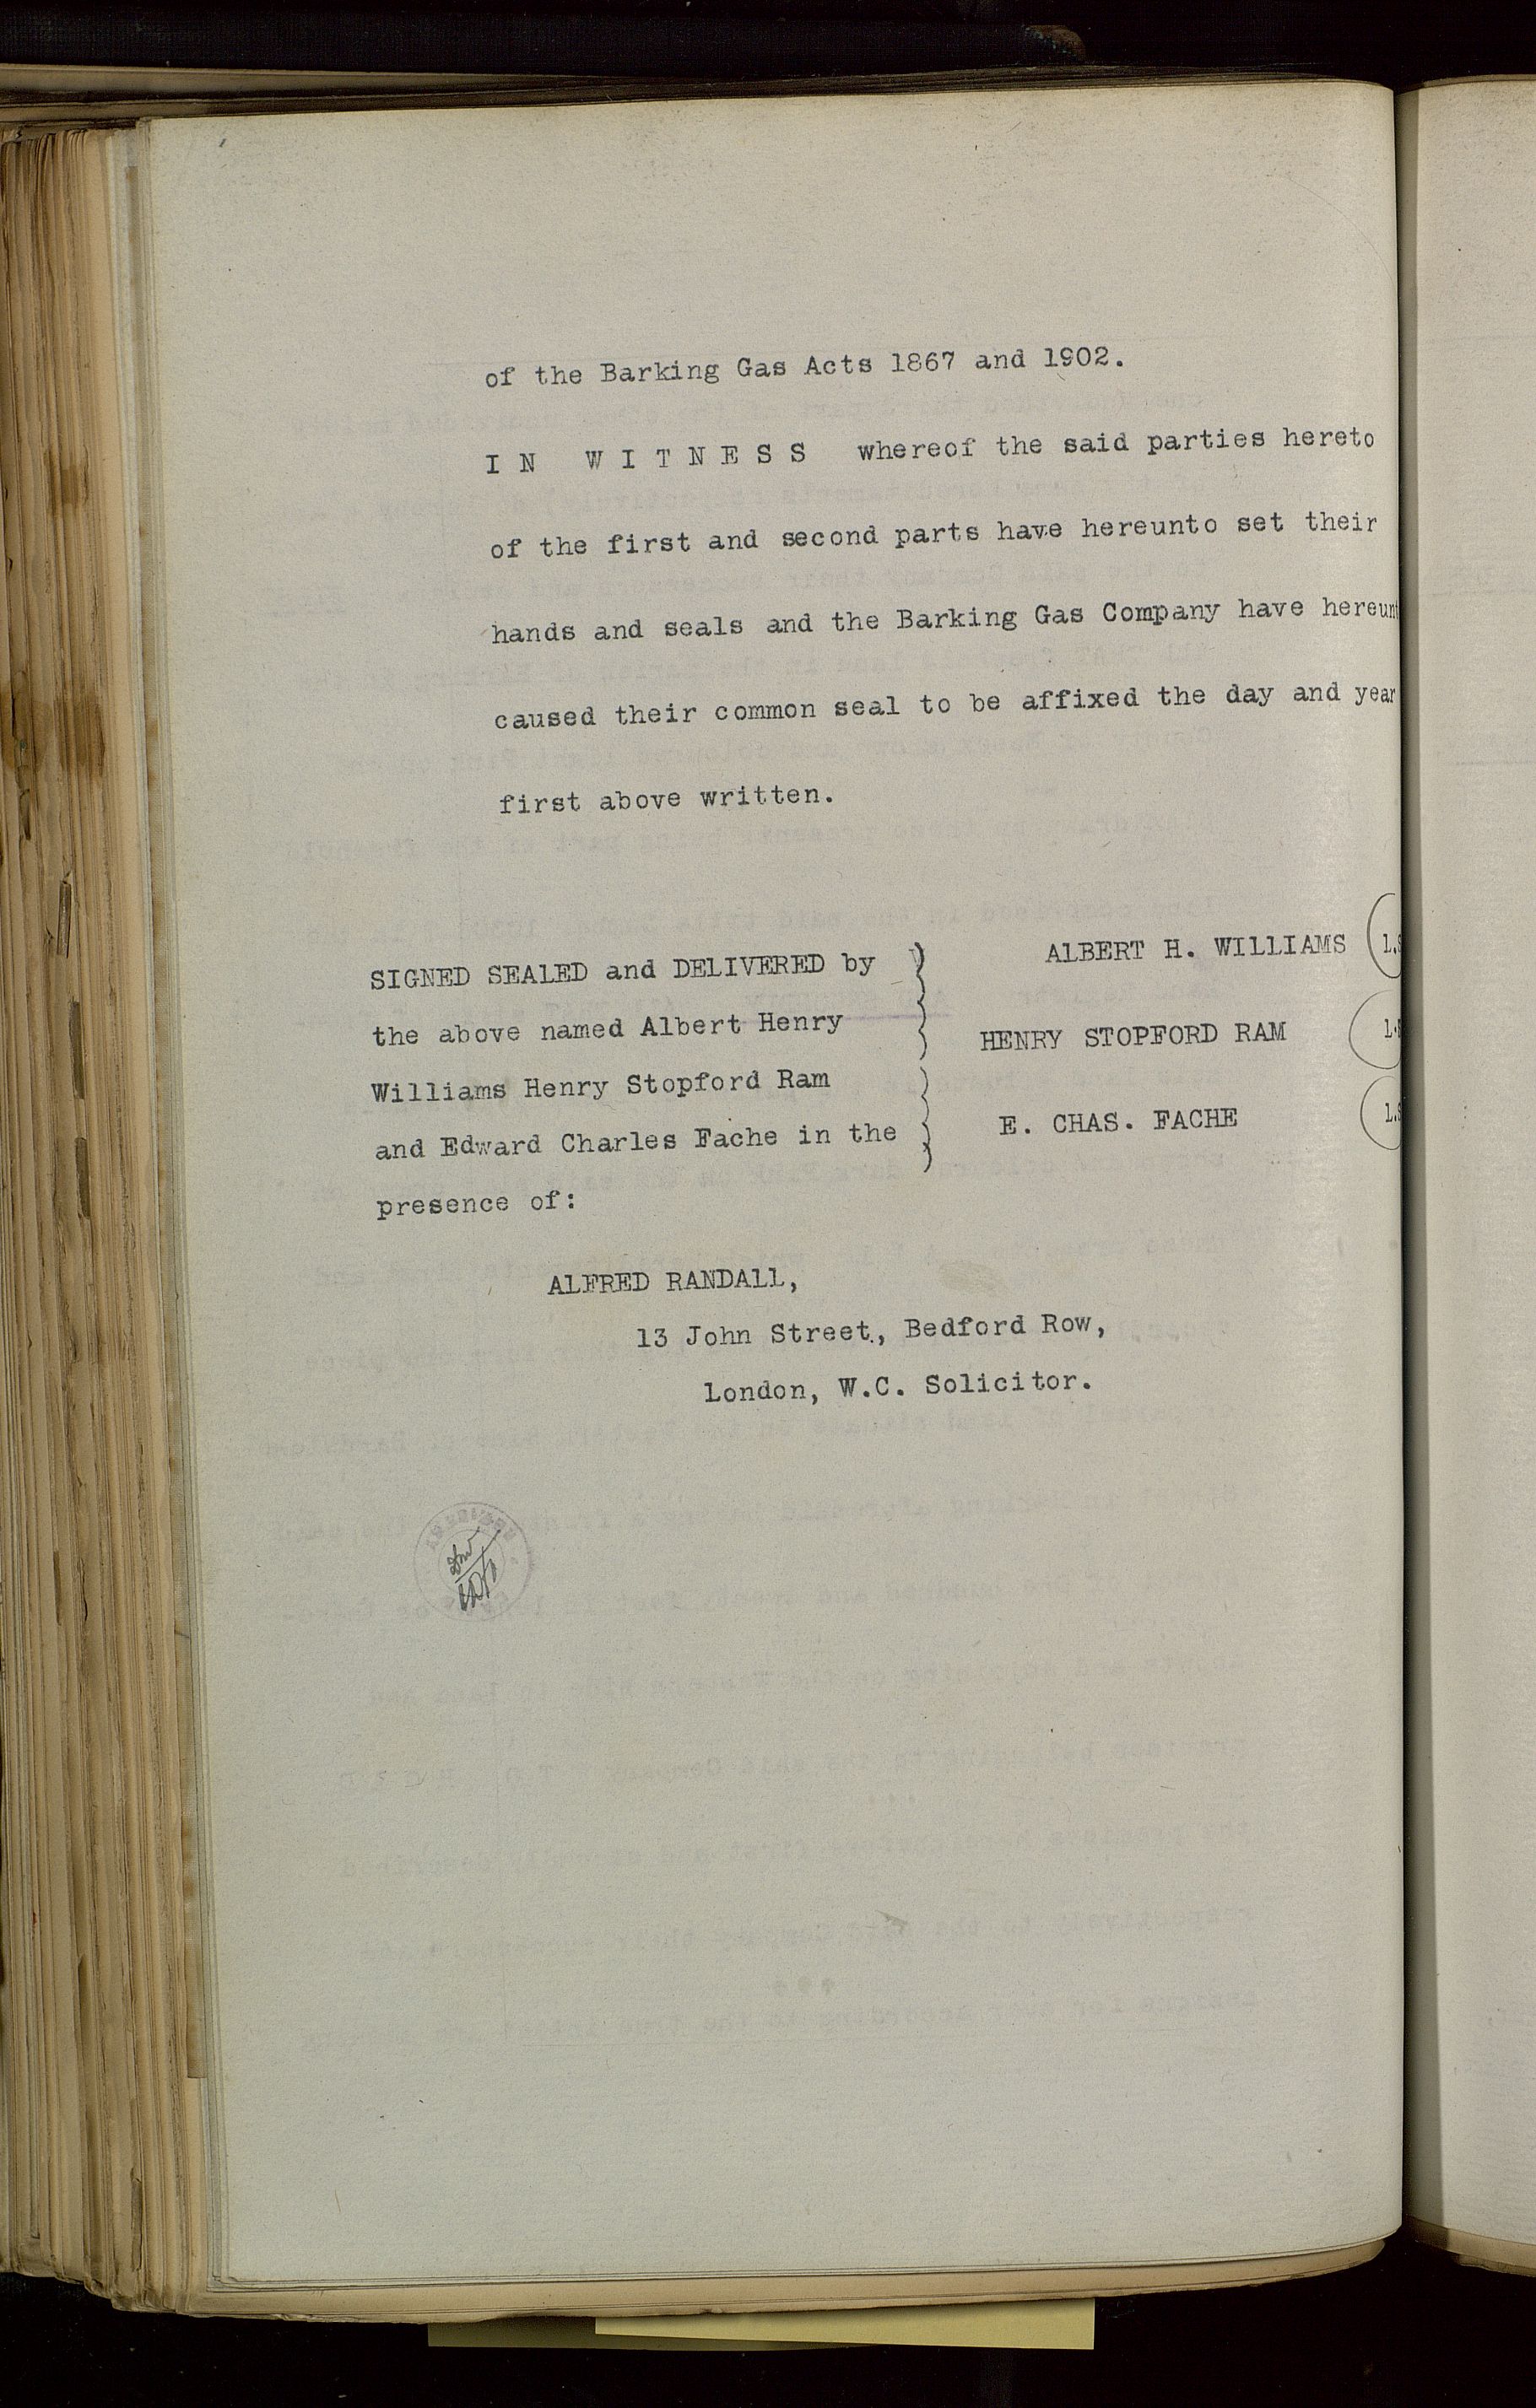 of the Barking Gas Acts 1867 and 1902.
IN WITNESS whereof the said parties hereto
of the first and second parts have hereunto set their
hands and seals and the Barking Gas Company have hereun
caused their common seal to be affixed the day and year
first above written.
SIGNED SEALED and DELIVERED by
the above named Albert Henry
Williams Henry Stopford Ram
and Edward Charles Fache in the
presence of:
ALBERT H. WILLIAMS L.S
HENRY STOPFORD RAM L.S
E. CHAS. FACHE L.S
ALFRED RANDALL,
13 John Street, Bedford Row,
London, W.C. Solicitor.